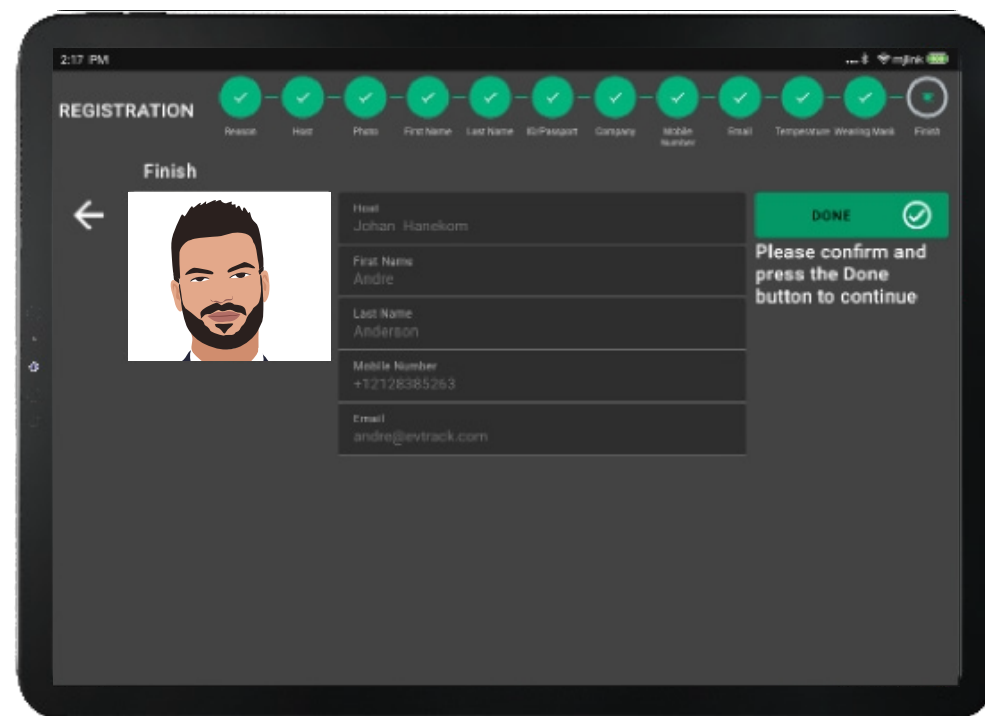 2:17 PM
mjlink
REGISTRATION
Reason
Host
Photo
First Name
Last Name
ID/Passport
Company
Mobile
Number
Email
Temperature
Wearing Mask
Finish
Finish
Host
Johan Hanekom
First Name
Andre
Last Name
Anderson
Mobile Number
+12128385263
Email
andre@evtrack.com
DONE
Please confirm and
press the Done
button to continue